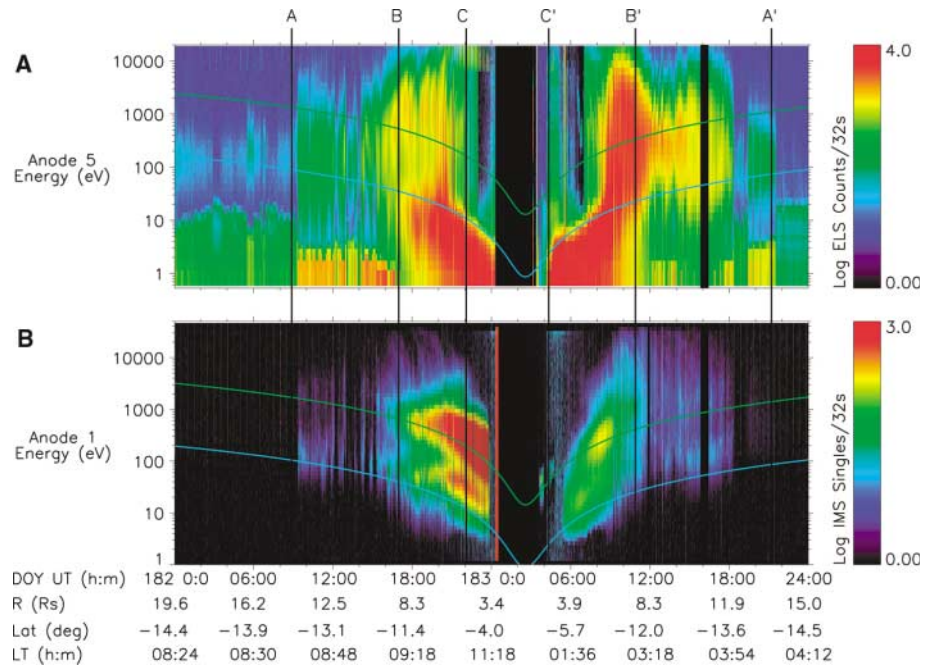 A B C C' B' A'
A
10000
1000
100
10
1
Anode 5
Energy (eV)
4.0
Log ELS Counts/32s
0.00
B
10000
1000
100
10
1
Anode 1
Energy (eV)
3.0
Log IMS Singles/32s
0.00
DOY UT (h:m) 182 0:0 06:00 12:00 18:00 183 0:0 06:00 12:00 18:00 24:00
R (Rs) 19.6 16.2 12.5 8.3 3.4 3.9 8.3 11.9 15.0
Lat (deg) −14.4 −13.9 −13.1 −11.4 −4.0 −5.7 −12.0 −13.6 −14.5
LT (h:m) 08:24 08:30 08:48 09:18 11:18 01:36 03:18 03:54 04:12